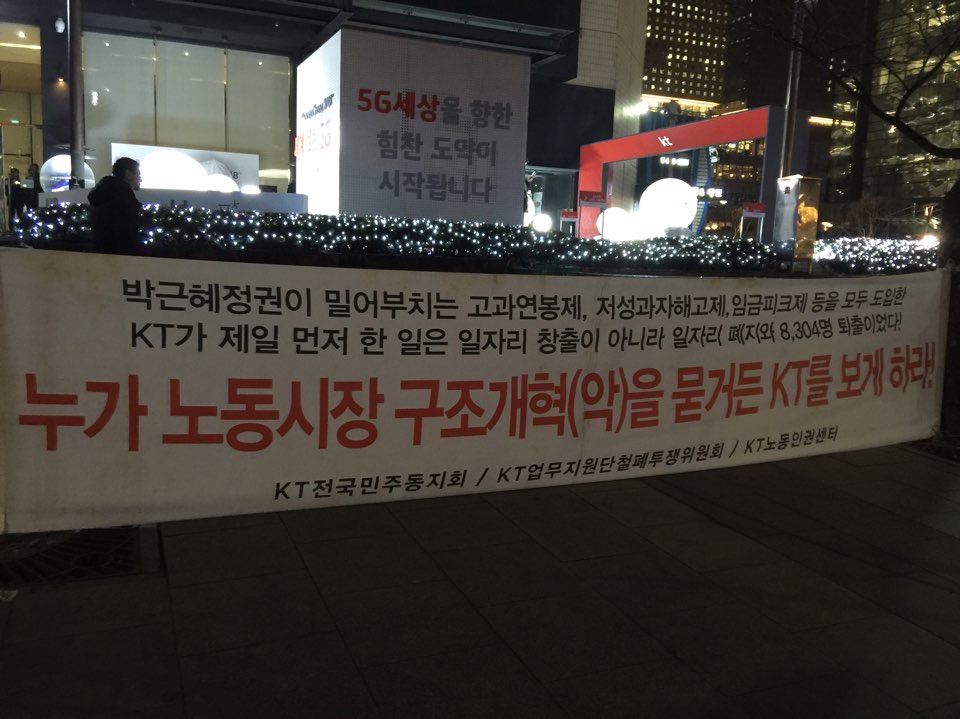 5G세상을 향한
힘찬 도약이
시작됩니다
kt
박근혜정권이 밀어부치는 고과연봉제, 저성과자해고제, 임금피크제 등을 모두 도입한
KT가 제일 먼저 한 일은 일자리 창출이 아니라 일자리 폐지와 8,304명 퇴출이었다!
누가 노동시장 구조개혁(악)을 묻거든 KT를 보게 하라!
KT전국민주동지회 / KT업무지원단철폐투쟁위원회 / KT노동인권센터